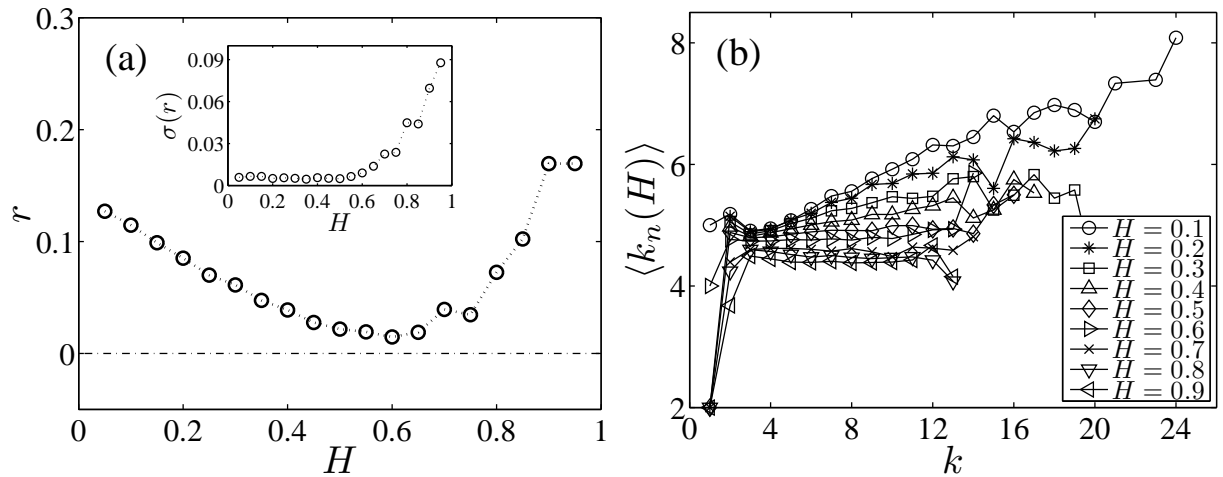 (a)
0.3
0.2
0.1
0
r
0.2
0.4
0.6
0.8
1
H
0.09
0.06
0.03
0
σ(r)
0
0.2
0.4
0.6
0.8
1
H
(b)
8
6
4
2
⟨k_n(H)⟩
0
4
8
12
16
20
24
k
H = 0.1
H = 0.2
H = 0.3
H = 0.4
H = 0.5
H = 0.6
H = 0.7
H = 0.8
H = 0.9